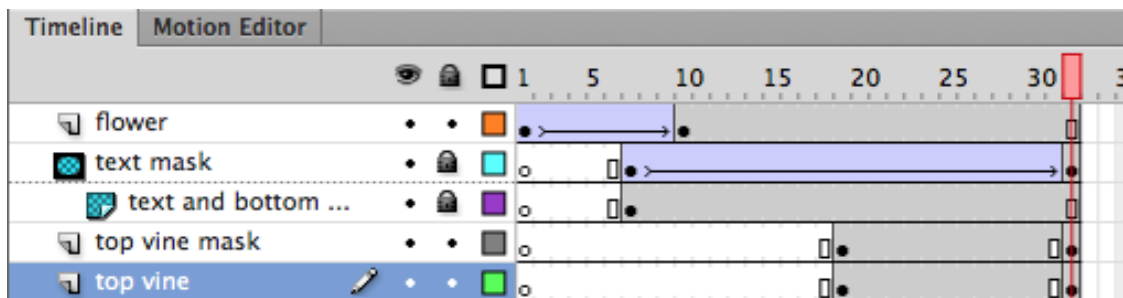 Timeline Motion Editor
1 5 10 15 20 25 30 3
flower
text mask
text and bottom ...
top vine mask
top vine